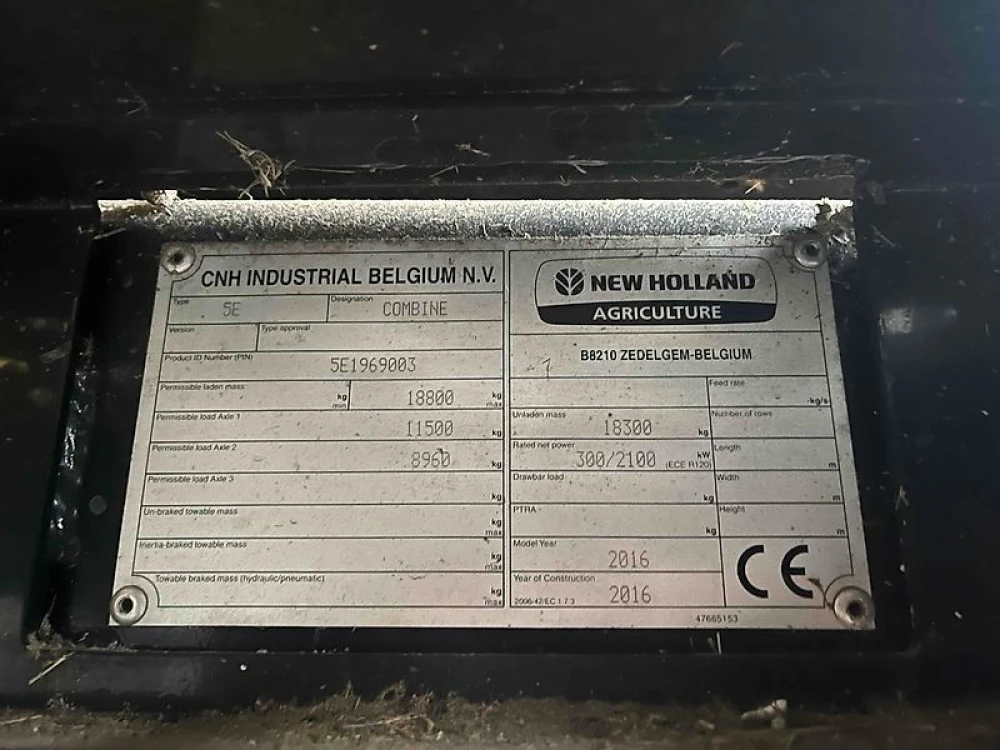 CNH INDUSTRIAL BELGIUM N.V.
Type 5E Designation COMBINE
Version Type approval
Product ID Number (PIN) 5E1969003
Permissible laden mass kg min 18800 kg max
Permissible load Axle 1 11500 kg
Permissible load Axle 2 8960 kg
Permissible load Axle 3 kg
Un-braked towable mass kg max
Inertia-braked towable mass kg max
Towable braked mass (hydraulic/pneumatic) kg max
NEW HOLLAND
AGRICULTURE
B8210 ZEDELGEM-BELGIUM
Feed rate -kg/s
Unladen mass 18300 kg Number of rows
Rated net power 300/2100 kW (ECE R120) Length m
Drawbar load kg Width m
PTRA kg Height m
Model Year 2016
Year of Construction 2006-42/EC 1.7.3 2016
CE
47665153